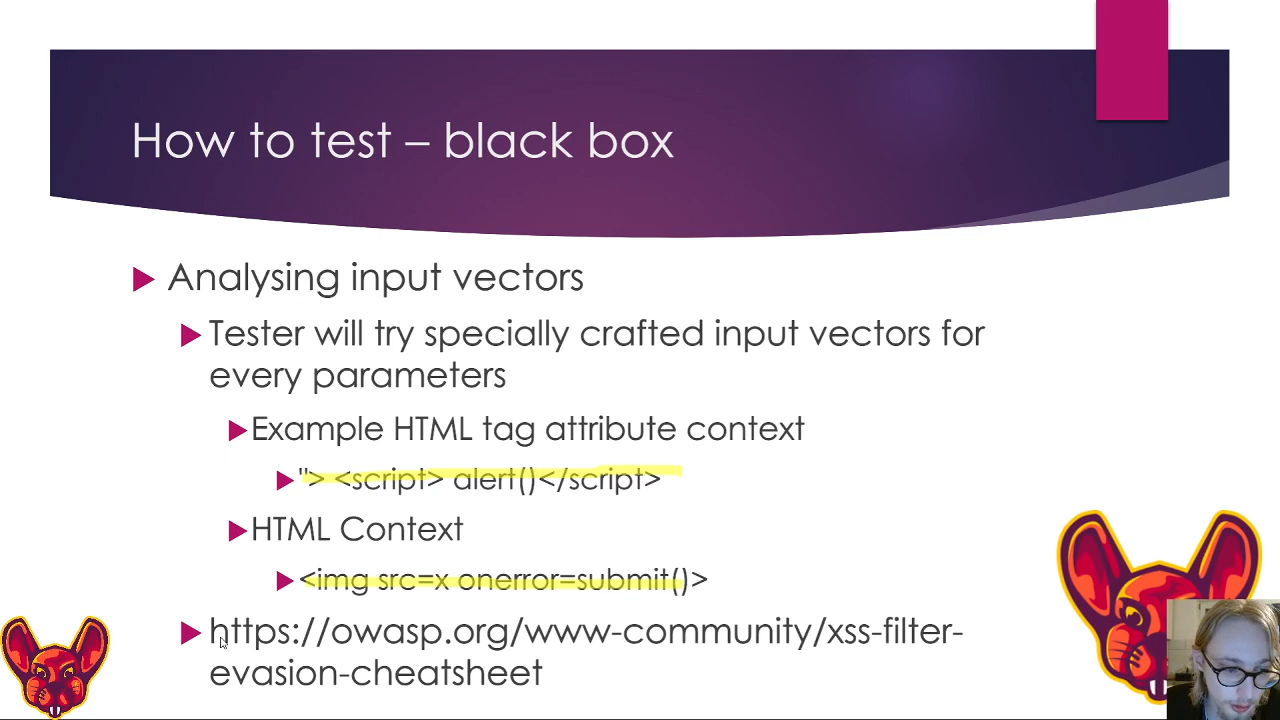 How to test – black box
Analysing input vectors
Tester will try specially crafted input vectors for
every parameters
Example HTML tag attribute context
"> <script> alert()</script>
HTML Context
<img src=x onerror=submit()>
https://owasp.org/www-community/xss-filter-
evasion-cheatsheet